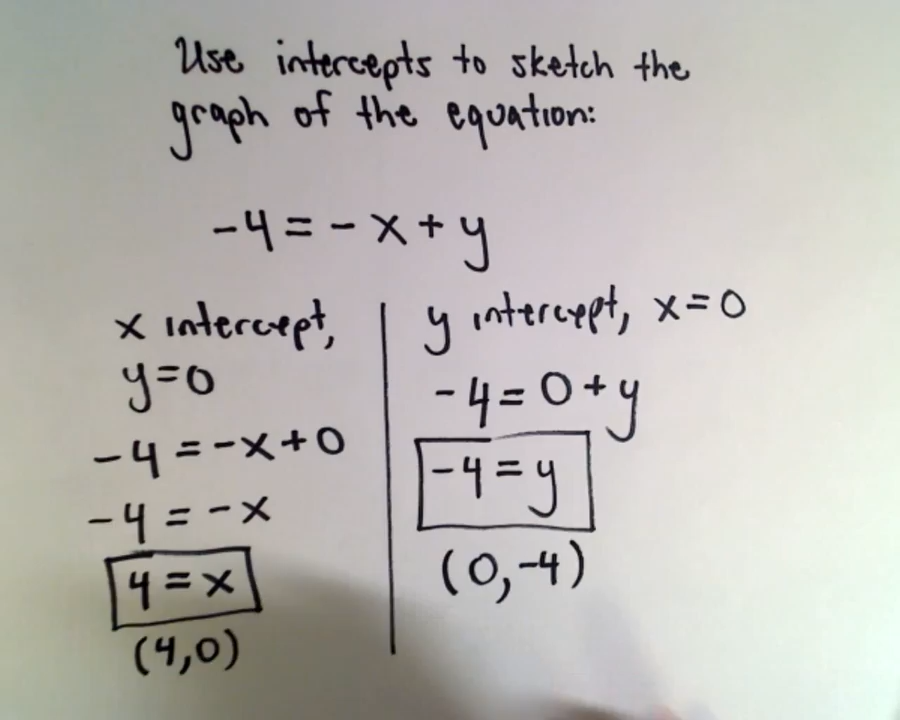 Use intercepts to sketch the
graph of the equation:
-4 = -x + y
x intercept,
y=0
-4 = -x+0
-4 = -x
4 = x
(4,0)
y intercept, x=0
-4 = 0+y
-4 = y
(0,-4)